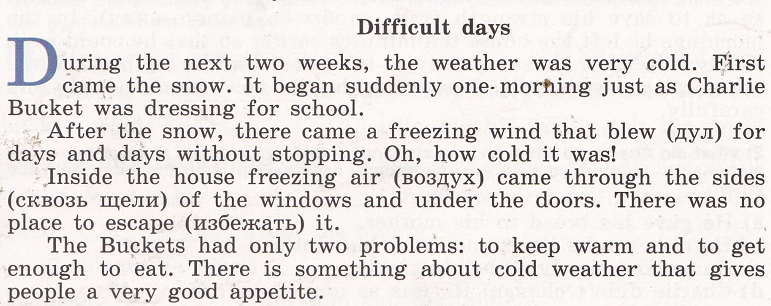 Difficult days
During the next two weeks, the weather was very cold. First
came the snow. It began suddenly one morning just as Charlie
Bucket was dressing for school.
After the snow, there came a freezing wind that blew (дул) for
days and days without stopping. Oh, how cold it was!
Inside the house freezing air (воздух) came through the sides
(сквозь щели) of the windows and under the doors. There was no
place to escape (избежать) it.
The Buckets had only two problems: to keep warm and to get
enough to eat. There is something about cold weather that gives
people a very good appetite.